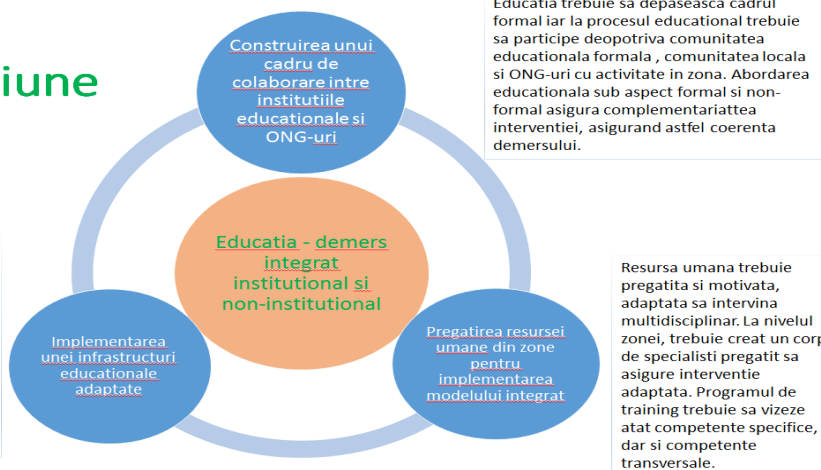 iune
Construirea unui
cadru de
colaborare intre
institutiile
educationale si
ONG-uri
Educatia trebuie sa depaseasca cadrul
formal iar la procesul educational trebuie
sa participe deopotriva comunitatea
educationala formala , comunitatea locala
si ONG-uri cu activitate in zona. Abordarea
educationala sub aspect formal si non-
formal asigura complementariattea
interventiei, asigurand astfel coerenta
demersului.
Educatia - demers
integrat
institutional si
non-institutional
Implementarea
unei infrastructuri
educationale
adaptate
Pregatirea resursei
umane din zone
pentru
implementarea
modelului integrat
Resursa umana trebuie
pregatita si motivata,
adaptata sa intervina
multidisciplinar. La nivelul
zonei, trebuie creat un corp
de specialisti pregatit sa
asigure interventie
adaptata. Programul de
training trebuie sa vizeze
atat competente specifice,
dar si competente
transversale.